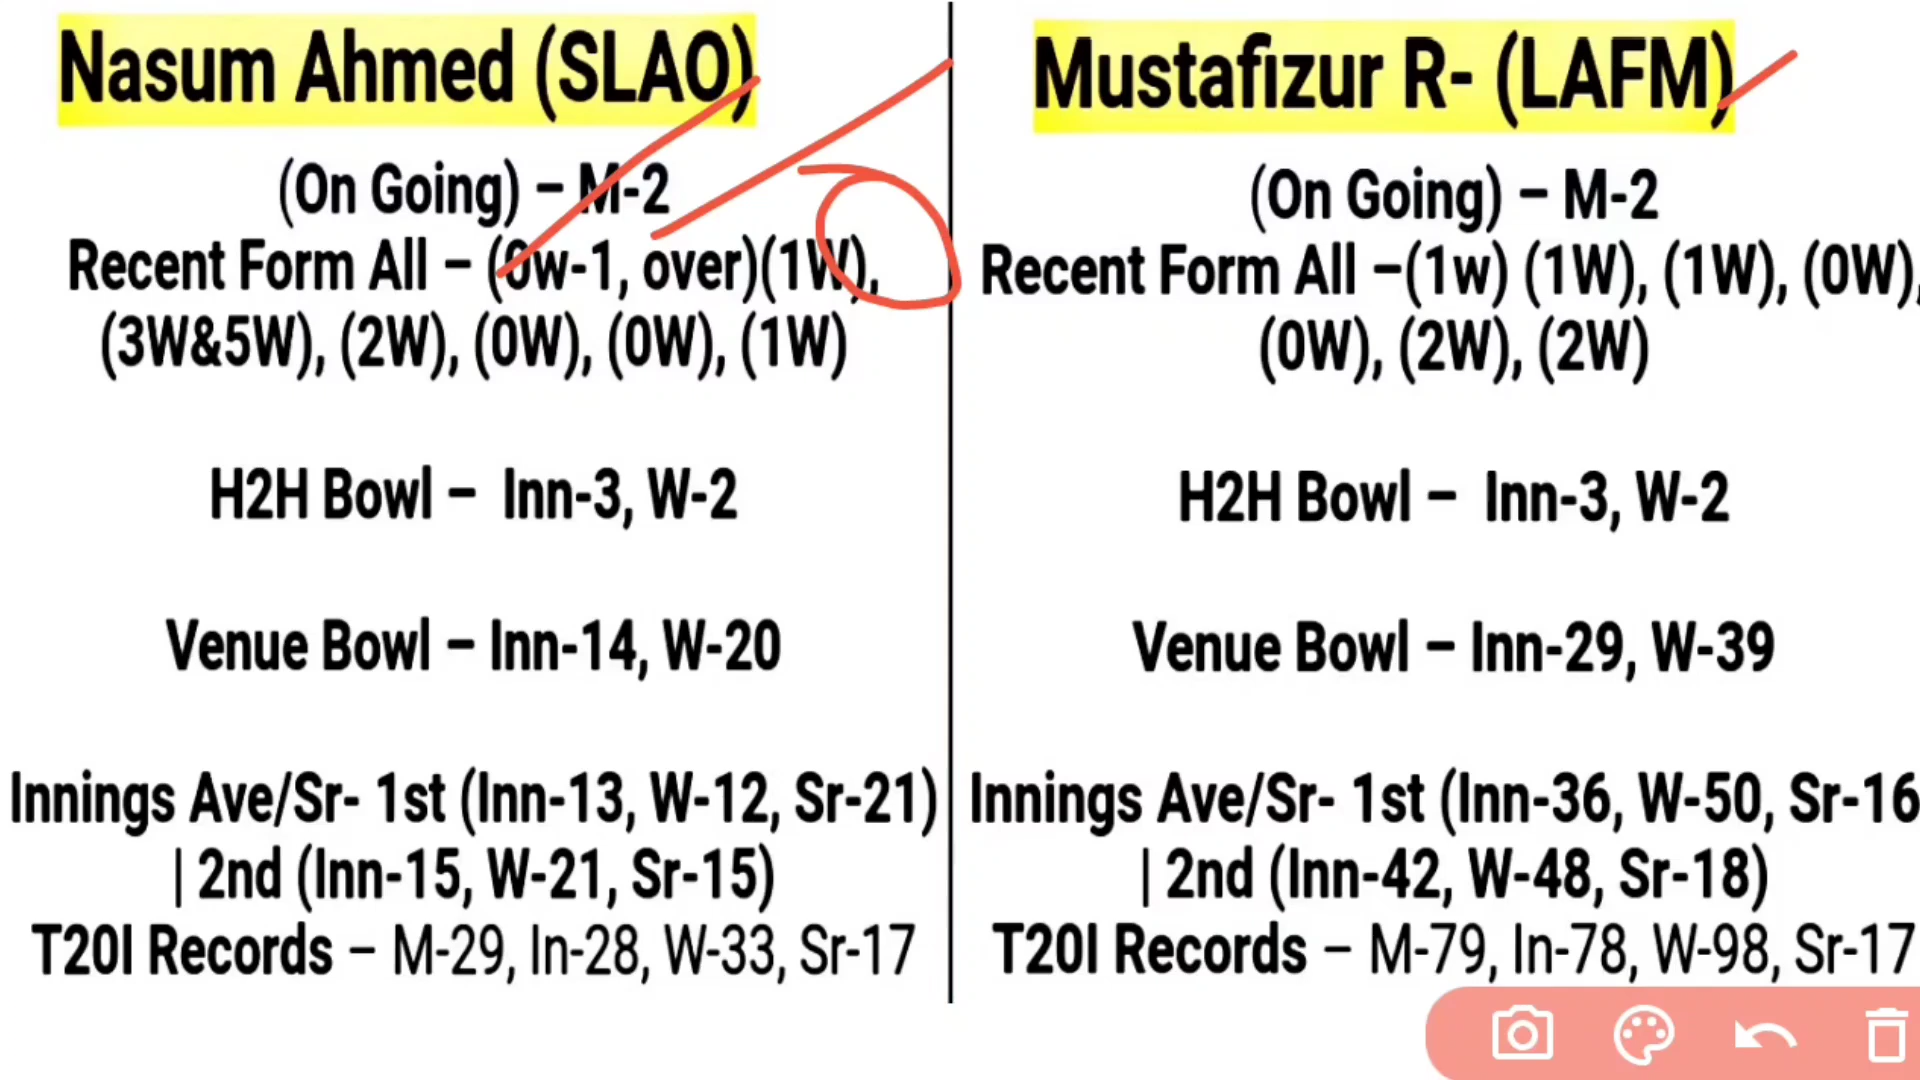 Nasum Ahmed (SLAO)
(On Going) – M-2
Recent Form All – (0w-1, over)(1W),
(3W&5W), (2W), (0W), (0W), (1W)
H2H Bowl – Inn-3, W-2
Venue Bowl – Inn-14, W-20
Innings Ave/Sr- 1st (Inn-13, W-12, Sr-21)
| 2nd (Inn-15, W-21, Sr-15)
T20I Records – M-29, In-28, W-33, Sr-17
Mustafizur R- (LAFM)
(On Going) – M-2
Recent Form All –(1w) (1W), (1W), (0W),
(0W), (2W), (2W)
H2H Bowl – Inn-3, W-2
Venue Bowl – Inn-29, W-39
Innings Ave/Sr- 1st (Inn-36, W-50, Sr-16
| 2nd (Inn-42, W-48, Sr-18)
T20I Records – M-79, In-78, W-98, Sr-17